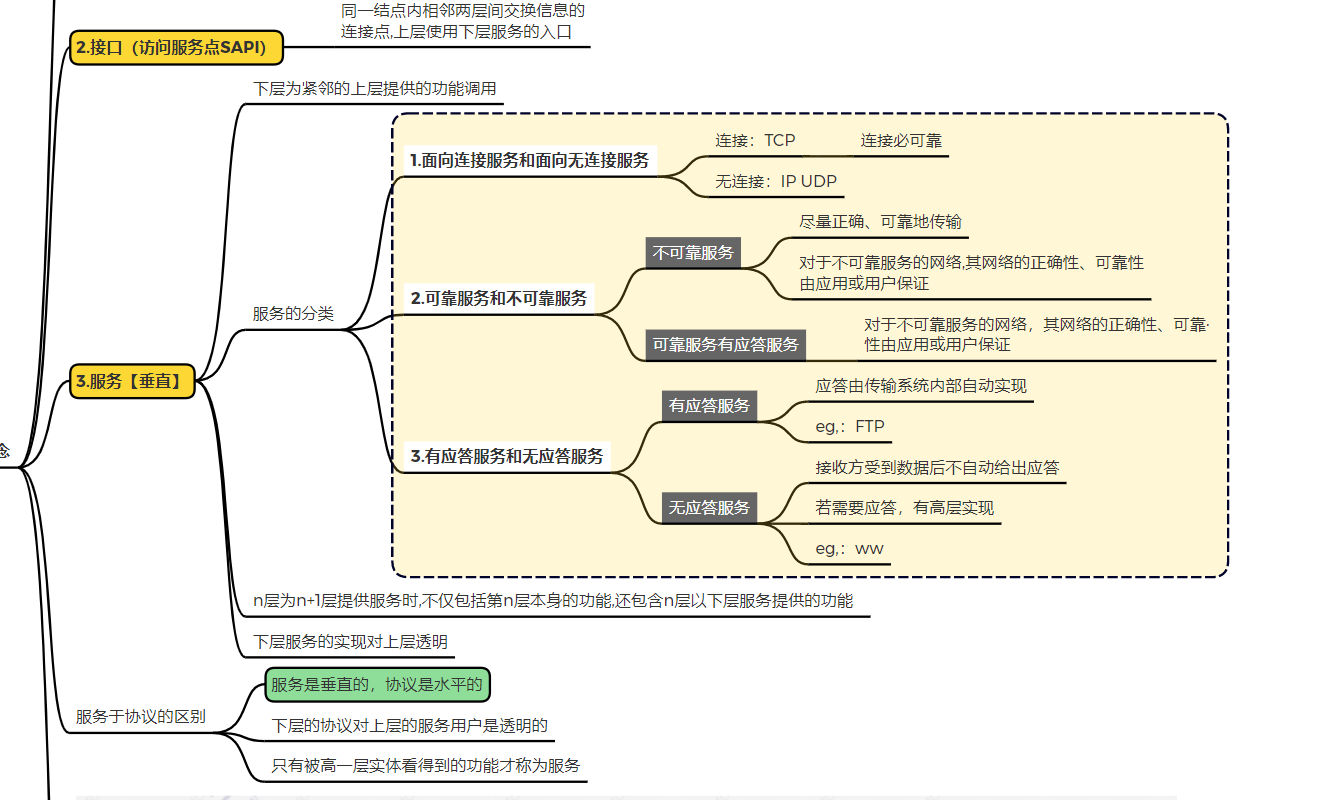 同一结点内相邻两层间交换信息的
连接点,上层使用下层服务的入口
2.接口（访问服务点SAPI）
下层为紧邻的上层提供的功能调用
连接：TCP
连接必可靠
1.面向连接服务和面向无连接服务
无连接：IP UDP
尽量正确、可靠地传输
不可靠服务
对于不可靠服务的网络,其网络的正确性、可靠性
由应用或用户保证
2.可靠服务和不可靠服务
服务的分类
对于不可靠服务的网络，其网络的正确性、可靠·
性由应用或用户保证
可靠服务有应答服务
3.服务【垂直】
应答由传输系统内部自动实现
有应答服务
eg,：FTP
3.有应答服务和无应答服务
接收方受到数据后不自动给出应答
无应答服务
若需要应答，有高层实现
eg,：ww
念
n层为n+1层提供服务时,不仅包括第n层本身的功能,还包含n层以下层服务提供的功能
下层服务的实现对上层透明
服务是垂直的，协议是水平的
服务于协议的区别
下层的协议对上层的服务用户是透明的
只有被高一层实体看得到的功能才称为服务